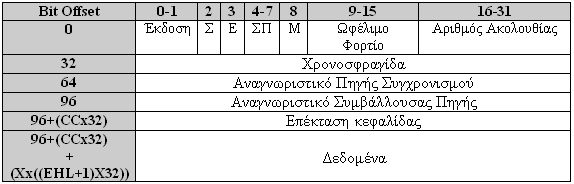 Bit Offset 0-1 2 3 4-7 8 9-15 16-31
0 Έκδοση Σ Ε ΣΠ Μ Ωφέλιμο Φορτίο Αριθμός Ακολουθίας
32 Χρονοσφραγίδα
64 Αναγνωριστικό Πηγής Συγχρονισμού
96 Αναγνωριστικό Συμβάλλουσας Πηγής
96+(CCx32) Επέκταση κεφαλίδας
96+(CCx32)
+
(Xx((EHL+1)X32)) Δεδομένα